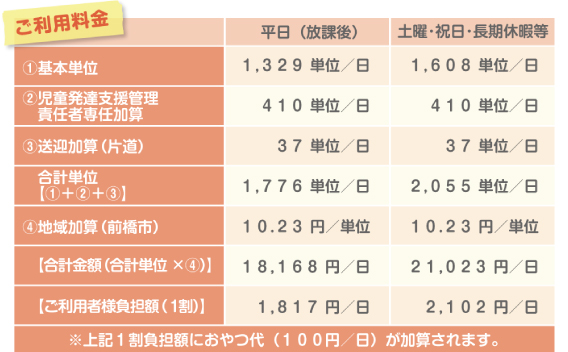 ご利用料金
平日（放課後） 土曜・祝日・長期休暇等
①基本単位 1,329 単位／日 1,608 単位／日
②児童発達支援管理
責任者専任加算 410 単位／日 410 単位／日
③送迎加算（片道） 37 単位／日 37 単位／日
合計単位
【①＋②＋③】 1,776 単位／日 2,055 単位／日
④地域加算（前橋市） 10.23 円／単位 10.23 円／単位
【合計金額（合計単位 ×④）】 18,168 円／日 21,023 円／日
【ご利用者様負担額（1割）】 1,817 円／日 2,102 円／日
※上記１割負担額におやつ代（１００円／日）が加算されます。